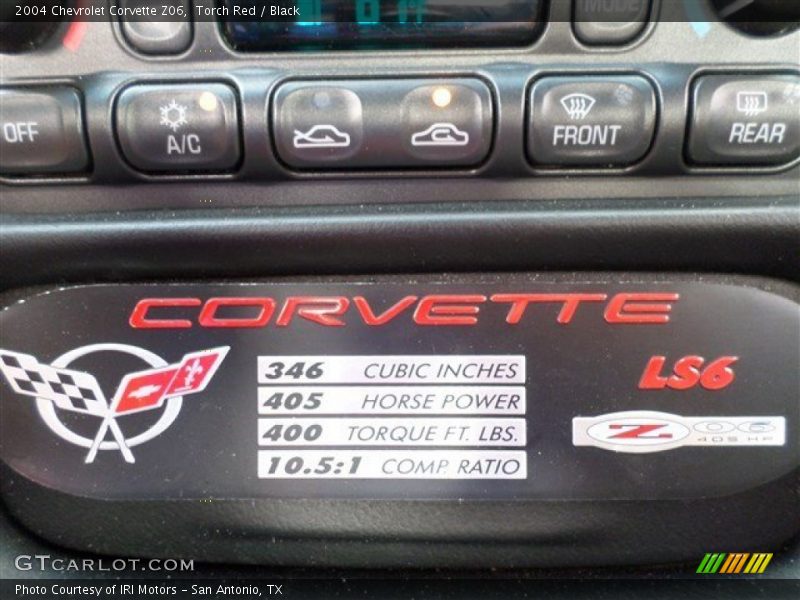 2004 Chevrolet Corvette Z06, Torch Red / Black
MODE
OFF
A/C
FRONT
REAR
CORVETTE
346 CUBIC INCHES
405 HORSE POWER
400 TORQUE FT. LBS.
10.5:1 COMP. RATIO
LS6
Z06
405 HP
GTCARLOT.COM
Photo Courtesy of IRI Motors - San Antonio, TX